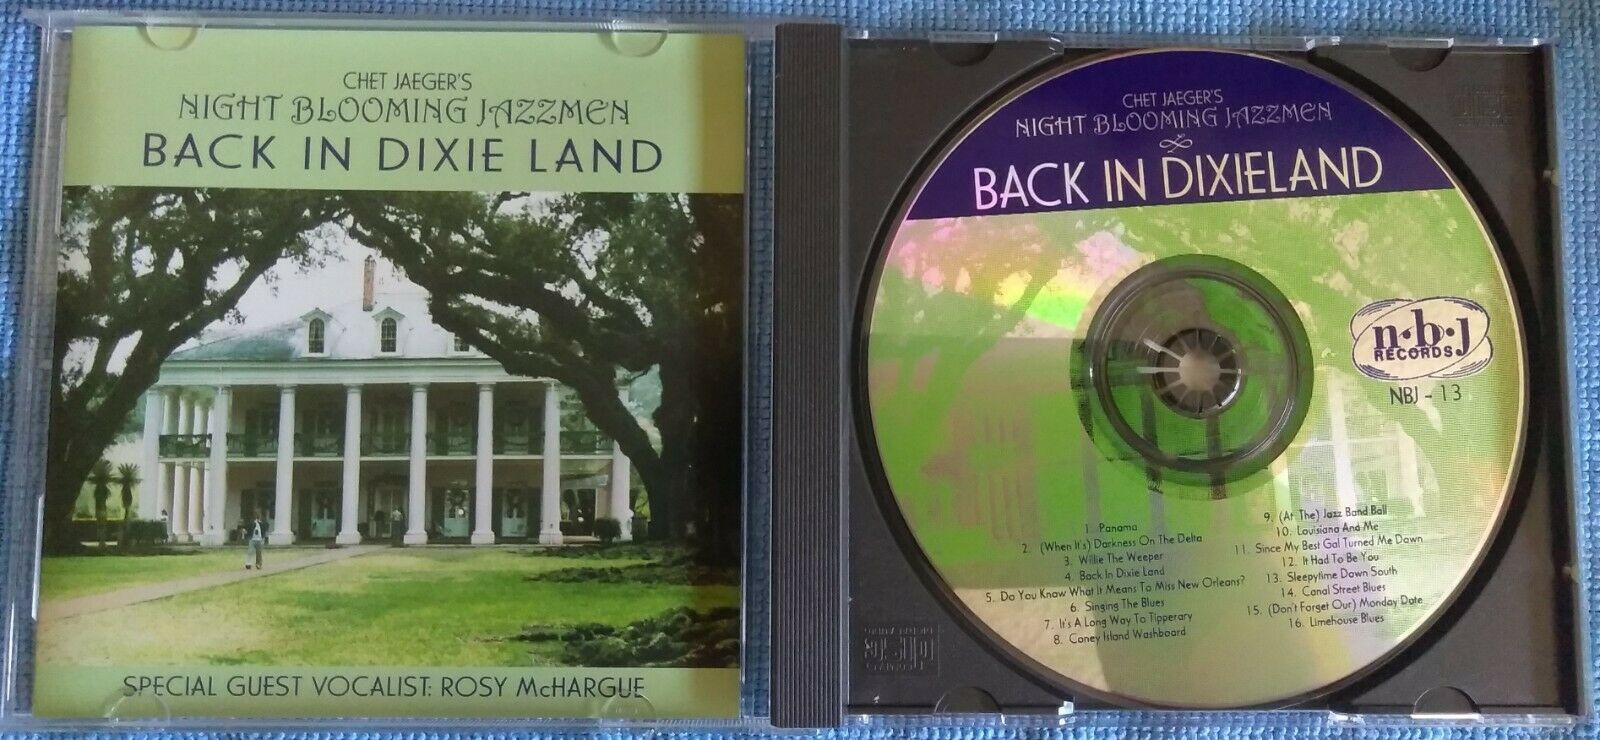 CHET JAEGER'S
NIGHT BLOOMING JAZZMEN
BACK IN DIXIE LAND
SPECIAL GUEST VOCALIST: ROSY McHARGUE
CHET JAEGER'S
NIGHT BLOOMING JAZZMEN
BACK IN DIXIELAND
n·b·J
RECORDS
NBJ - 13
1. Panama
2. (When It's) Darkness On The Delta
3. Willie The Weeper
4. Back In Dixie Land
5. Do You Know What It Means To Miss New Orleans?
6. Singing The Blues
7. It's A Long Way To Tipperary
8. Coney Island Washboard
9. (At The) Jazz Band Ball
10. Louisiana And Me
11. Since My Best Gal Turned Me Down
12. It Had To Be You
13. Sleepytime Down South
14. Canal Street Blues
15. (Don't Forget Our) Monday Date
16. Limehouse Blues